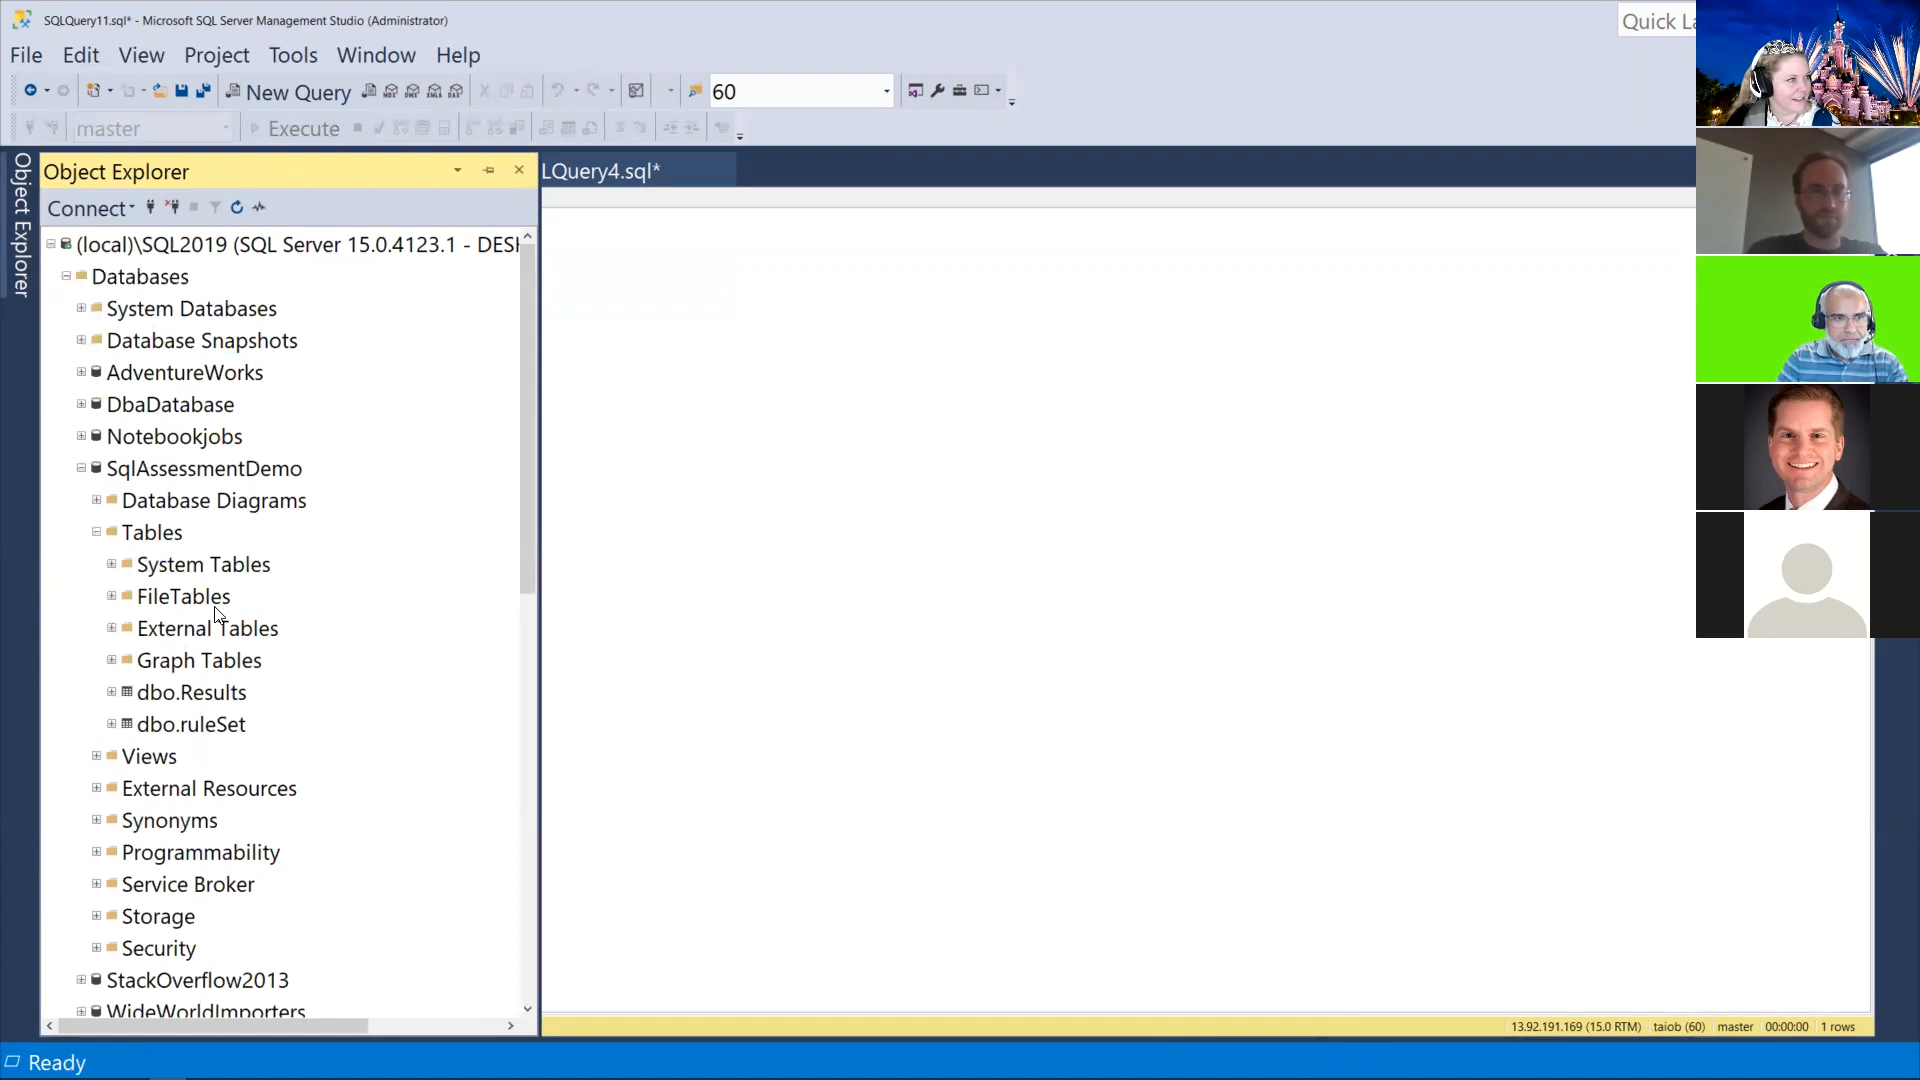 SQLQuery11.sql* - Microsoft SQL Server Management Studio (Administrator)
Quick La
File Edit View Project Tools Window Help
New Query
60
master
Execute
Object Explorer
Object Explorer
LQuery4.sql*
Connect
(local)\SQL2019 (SQL Server 15.0.4123.1 - DESK
Databases
System Databases
Database Snapshots
AdventureWorks
DbaDatabase
Notebookjobs
SqlAssessmentDemo
Database Diagrams
Tables
System Tables
FileTables
External Tables
Graph Tables
dbo.Results
dbo.ruleSet
Views
External Resources
Synonyms
Programmability
Service Broker
Storage
Security
StackOverflow2013
WideWorldImporters
13.92.191.169 (15.0 RTM) taiob (60) master 00:00:00 1 rows
Ready